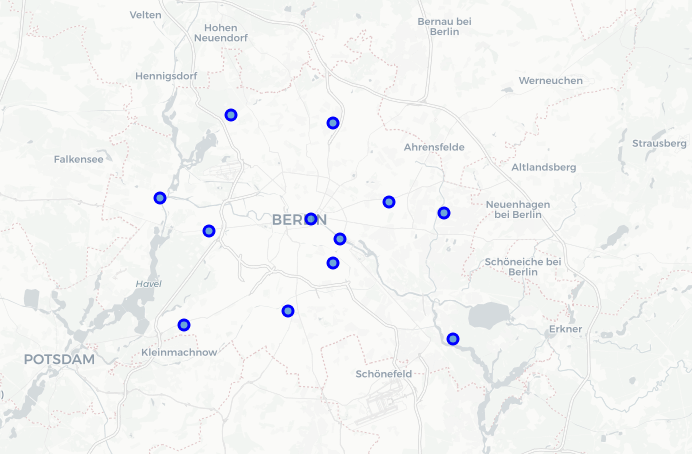 Velten
Hohen
Neuendorf
Bernau bei
Berlin
Hennigsdorf
Werneuchen
Ahrensfelde
Strausberg
Falkensee
Altlandsberg
Neuenhagen
bei Berlin
BERLIN
Schöneiche bei
Berlin
Havel
Erkner
Kleinmachnow
POTSDAM
Schönefeld
)